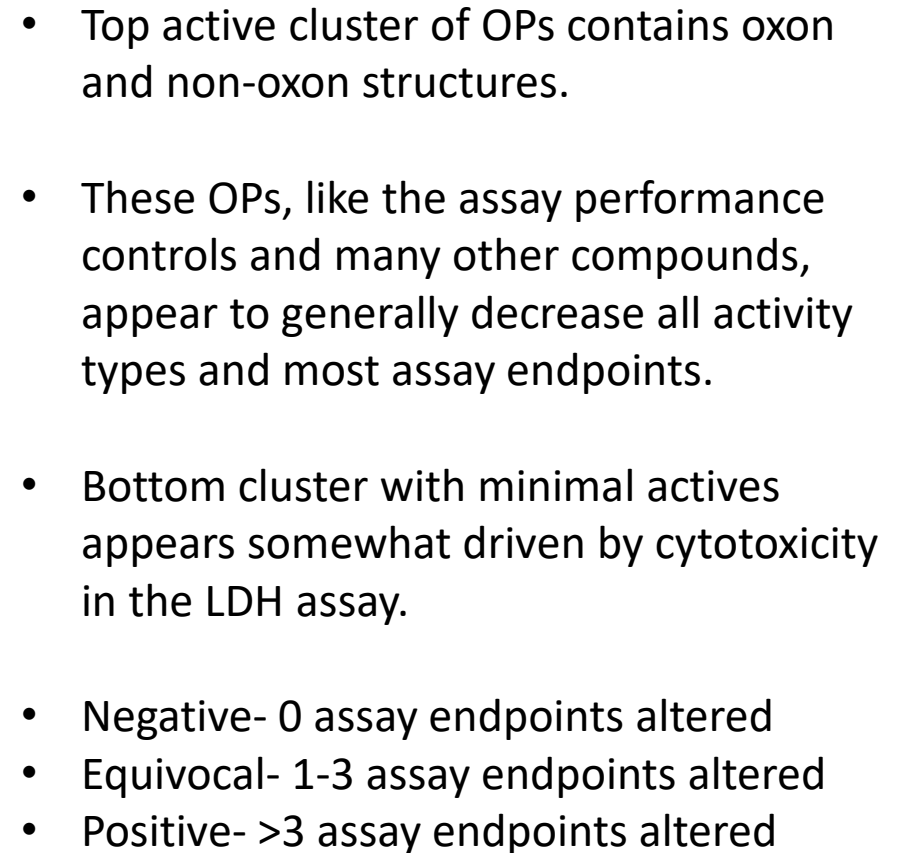 • Top active cluster of OPs contains oxon
and non-oxon structures.
• These OPs, like the assay performance
controls and many other compounds,
appear to generally decrease all activity
types and most assay endpoints.
• Bottom cluster with minimal actives
appears somewhat driven by cytotoxicity
in the LDH assay.
• Negative- 0 assay endpoints altered
• Equivocal- 1-3 assay endpoints altered
• Positive- >3 assay endpoints altered